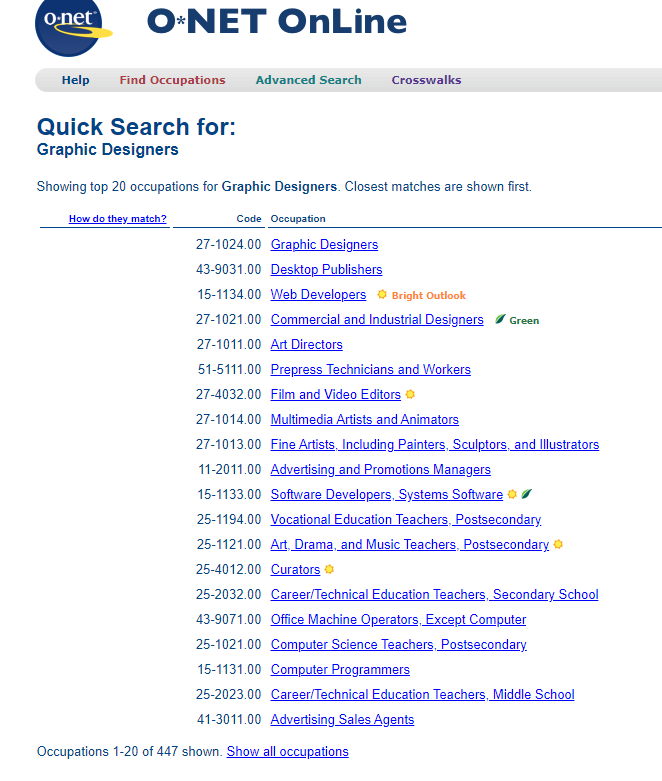 o·net
O*NET OnLine
Help Find Occupations Advanced Search Crosswalks
Quick Search for:
Graphic Designers
Showing top 20 occupations for Graphic Designers. Closest matches are shown first.
How do they match? Code Occupation
27-1024.00 Graphic Designers
43-9031.00 Desktop Publishers
15-1134.00 Web Developers Bright Outlook
27-1021.00 Commercial and Industrial Designers Green
27-1011.00 Art Directors
51-5111.00 Prepress Technicians and Workers
27-4032.00 Film and Video Editors
27-1014.00 Multimedia Artists and Animators
27-1013.00 Fine Artists, Including Painters, Sculptors, and Illustrators
11-2011.00 Advertising and Promotions Managers
15-1133.00 Software Developers, Systems Software
25-1194.00 Vocational Education Teachers, Postsecondary
25-1121.00 Art, Drama, and Music Teachers, Postsecondary
25-4012.00 Curators
25-2032.00 Career/Technical Education Teachers, Secondary School
43-9071.00 Office Machine Operators, Except Computer
25-1021.00 Computer Science Teachers, Postsecondary
15-1131.00 Computer Programmers
25-2023.00 Career/Technical Education Teachers, Middle School
41-3011.00 Advertising Sales Agents
Occupations 1-20 of 447 shown. Show all occupations